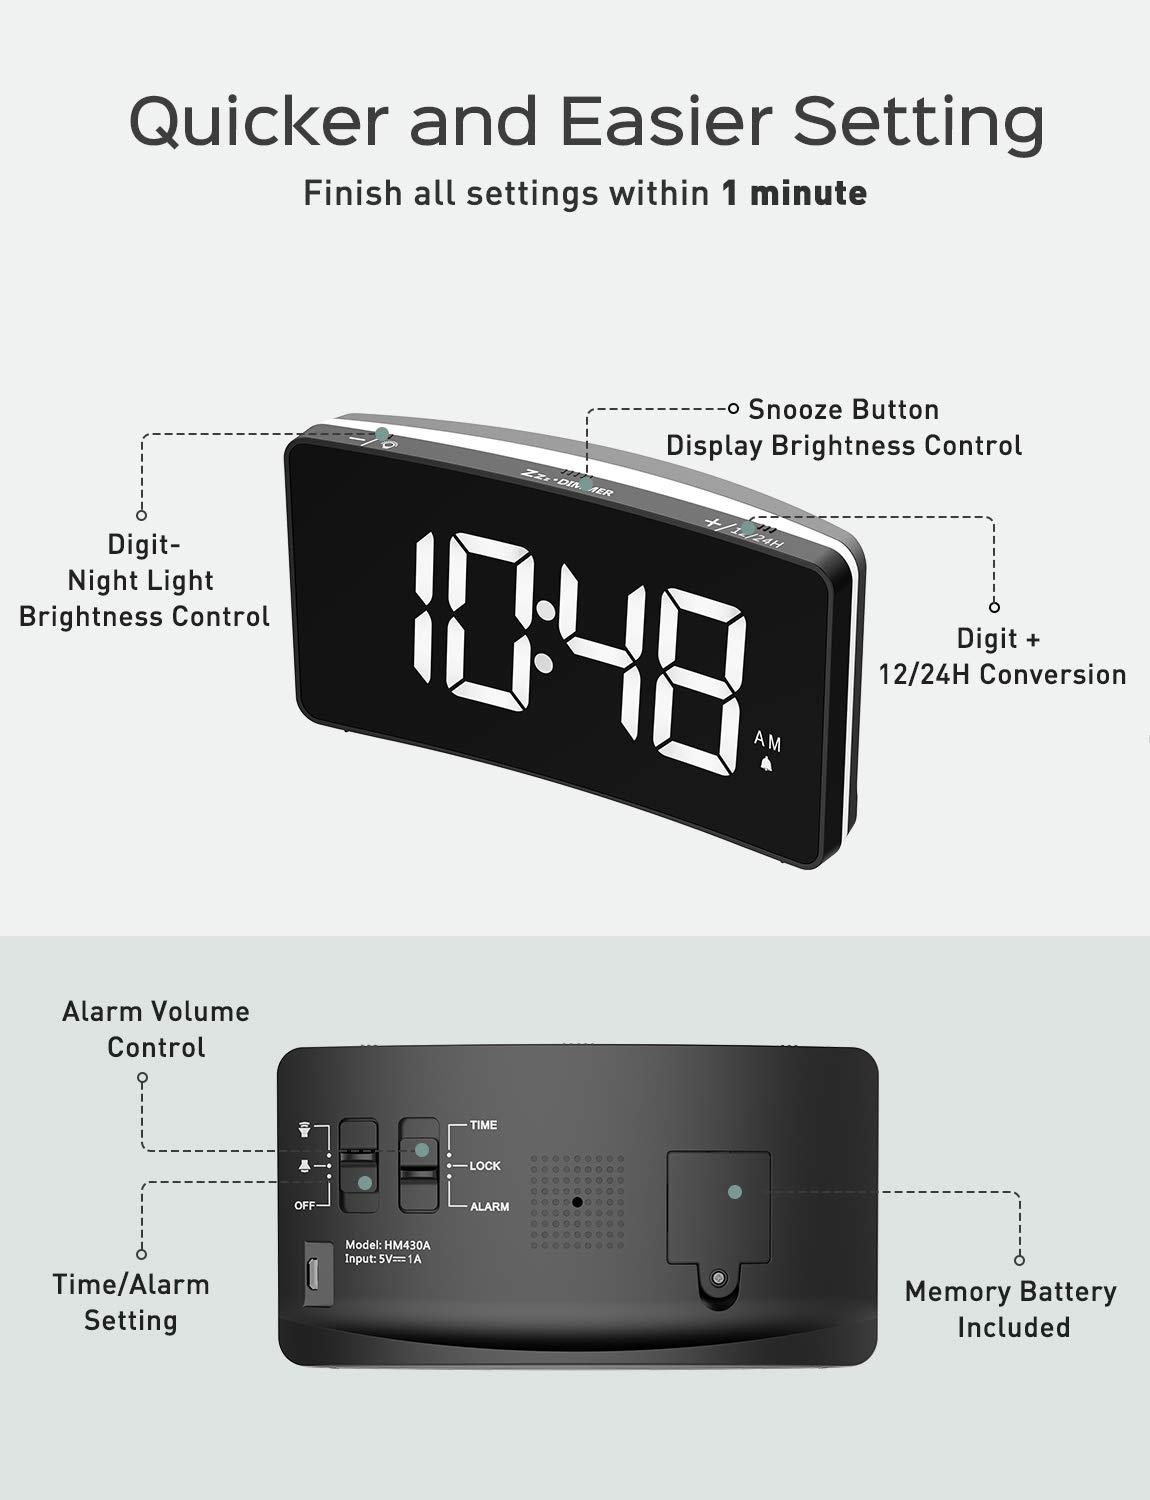 Quicker and Easier Setting
Finish all settings within 1 minute
Snooze Button
Display Brightness Control
Digit-
Night Light
Brightness Control
Digit +
12/24H Conversion
−/
Zzz •DIMMER
+/12/24H
10:48
AM
Alarm Volume
Control
TIME
LOCK
OFF
ALARM
Model: HM430A
Input: 5V⎓1A
Time/Alarm
Setting
Memory Battery
Included